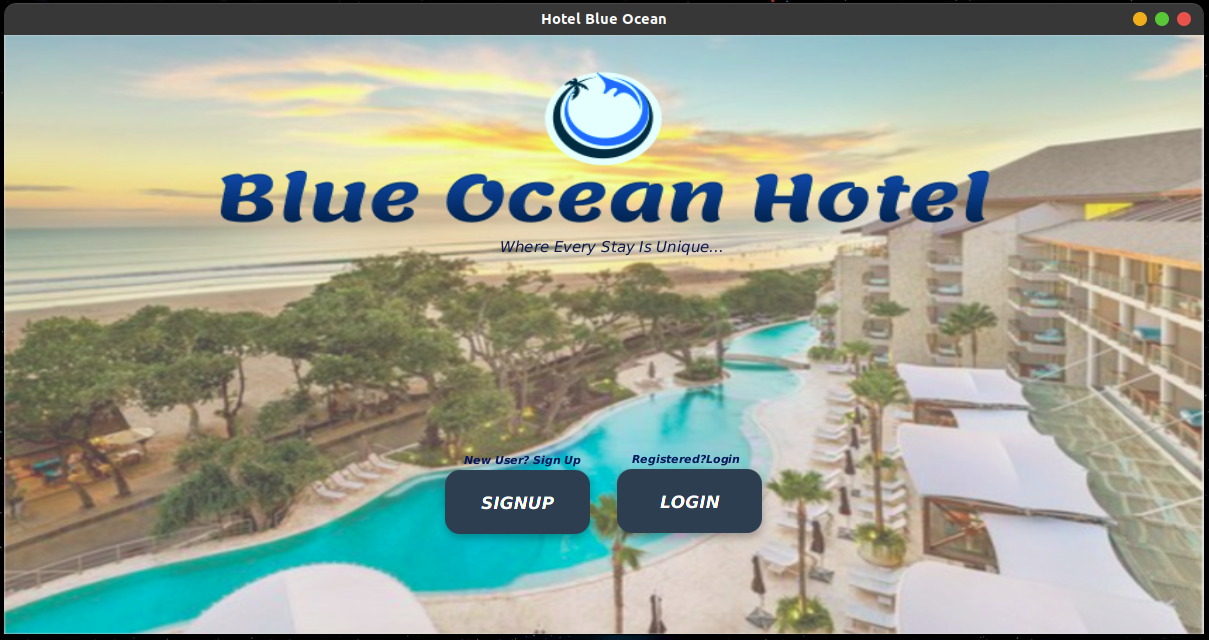 Hotel Blue Ocean
Blue Ocean Hotel
Where Every Stay Is Unique...
New User? Sign Up
Registered?Login
SIGNUP
LOGIN